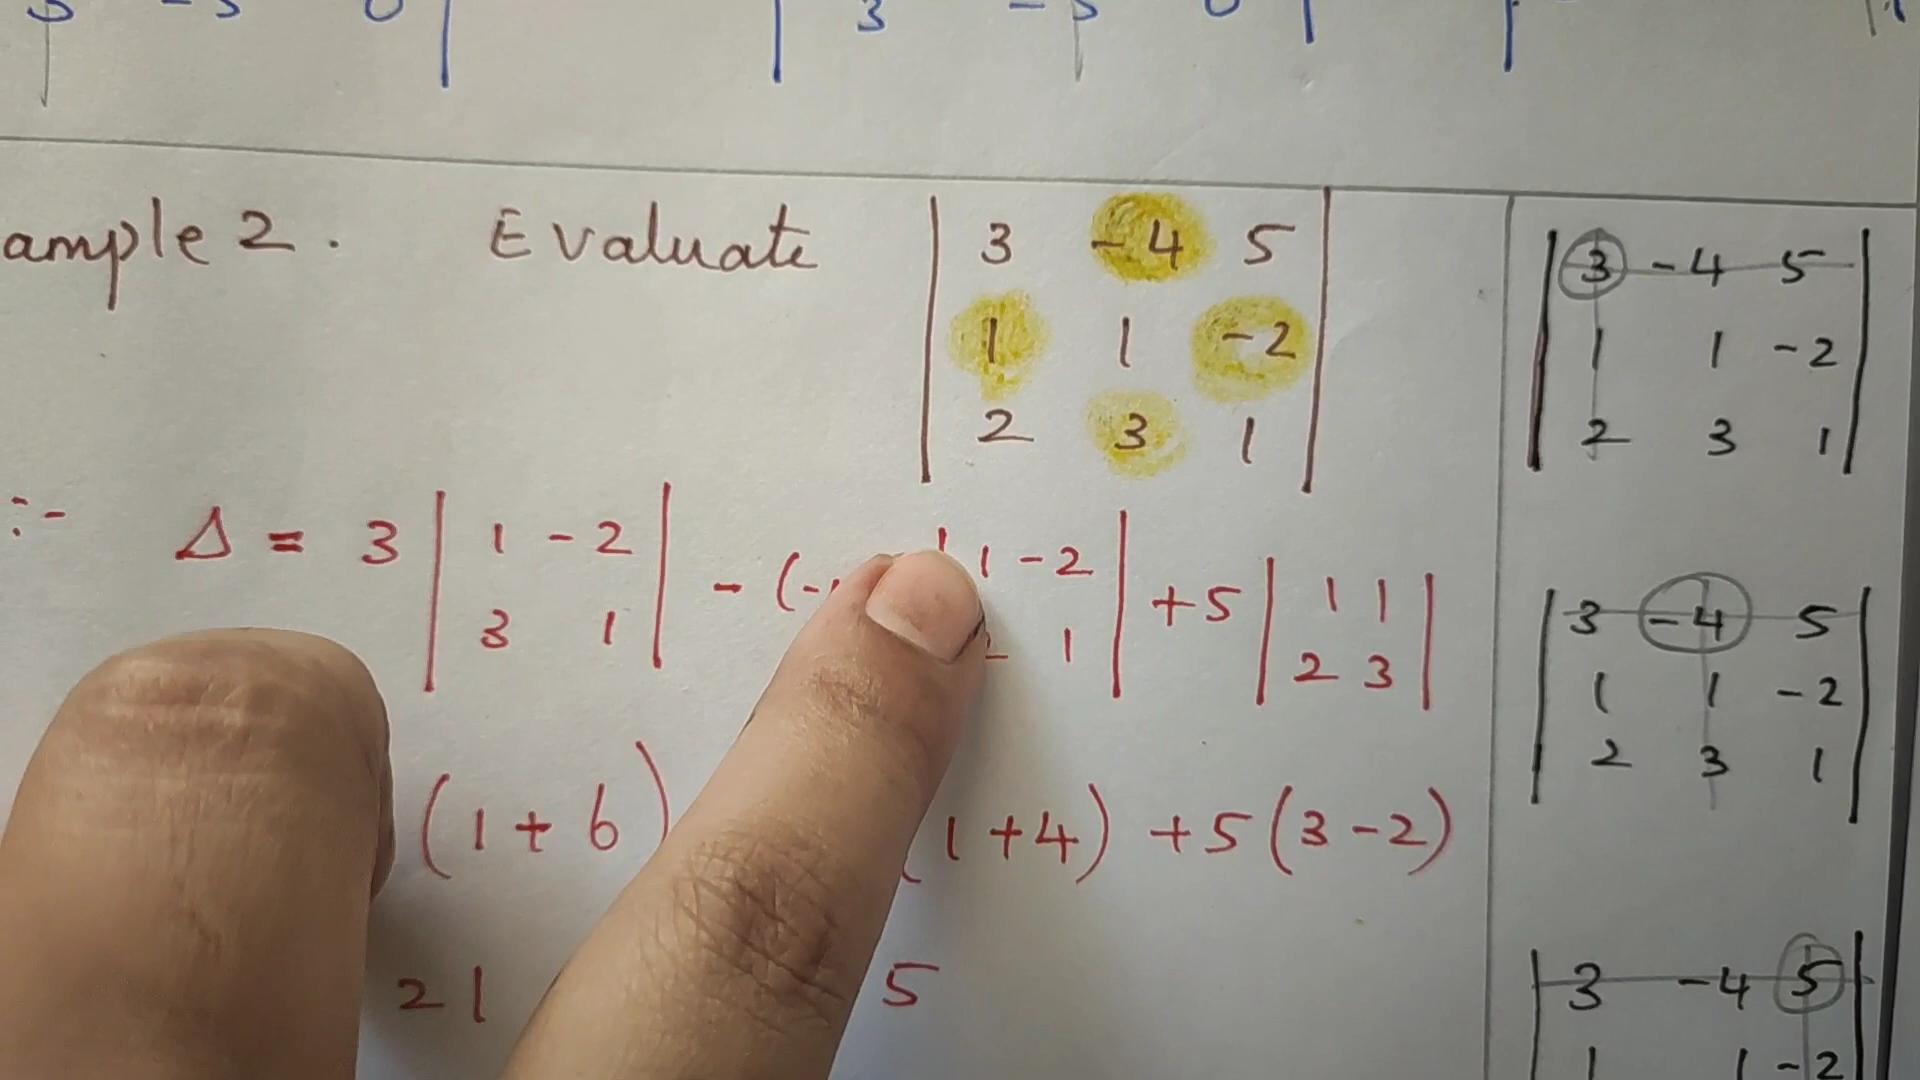 3 0
ample 2. Evaluate | 3 -4 5 |
| 1 1 -2 |
| 2 3 1 |
:- Δ = 3 | 1 -2 | - (- | 1 -2 | +5 | 1 1 |
| 3 1 | 1 | | 2 3 |
(1 + 6) 1 + 4) + 5 (3 - 2)
21 5
| 3 -4 5 |
| 1 1 -2 |
| 2 3 1 |
| 3 -4 5 |
| 1 1 -2 |
| 2 3 1 |
| 3 -4 5 |
1 1 -2